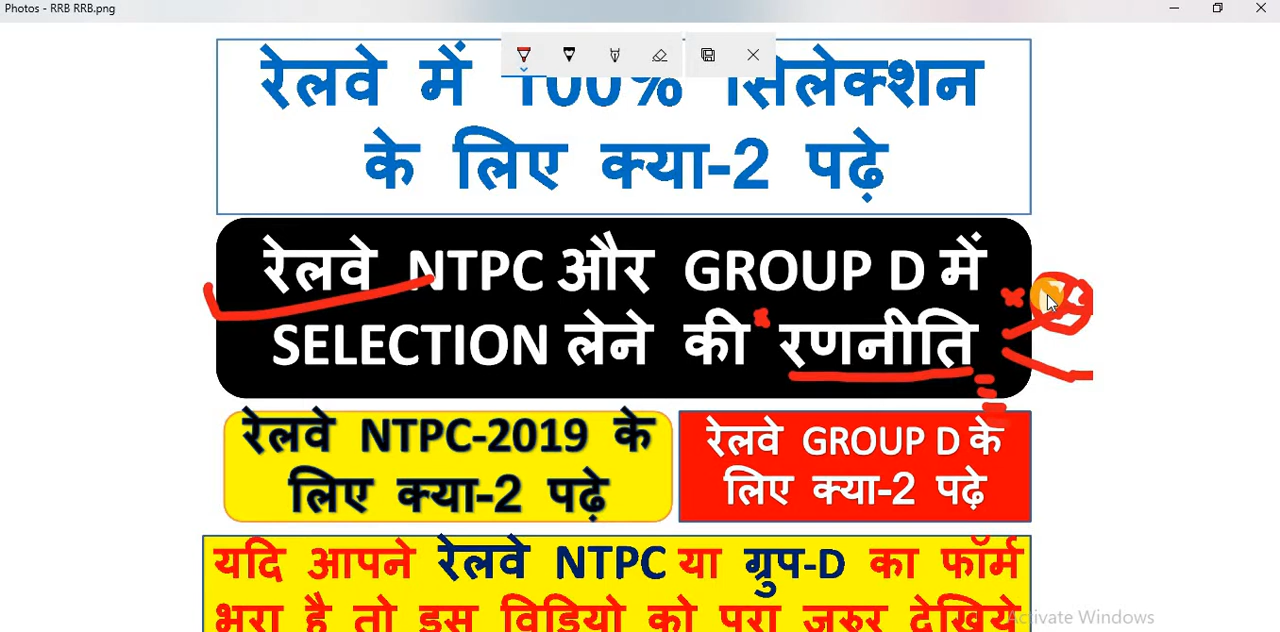 Photos - RRB RRB.png
रेलवे में 100% सिलेक्शन
के लिए क्या-2 पढ़े
रेलवे NTPC और GROUP D में
SELECTION लेने की रणनीति
रेलवे NTPC-2019 के
लिए क्या-2 पढ़े
रेलवे GROUP D के
लिए क्या-2 पढ़े
यदि आपने रेलवे NTPC या ग्रुप-D का फॉर्म
भरा है तो इस विडियो को पूरा जरुर देखिये
Activate Windows